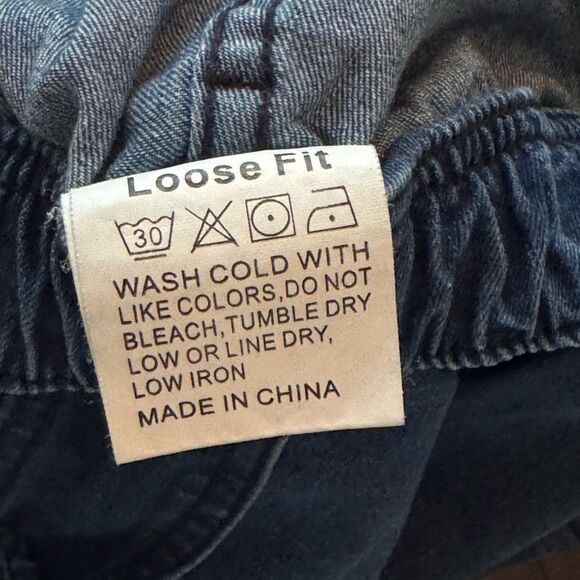 Loose Fit
30
WASH COLD WITH
LIKE COLORS,DO NOT
BLEACH,TUMBLE DRY
LOW OR LINE DRY,
LOW IRON
MADE IN CHINA